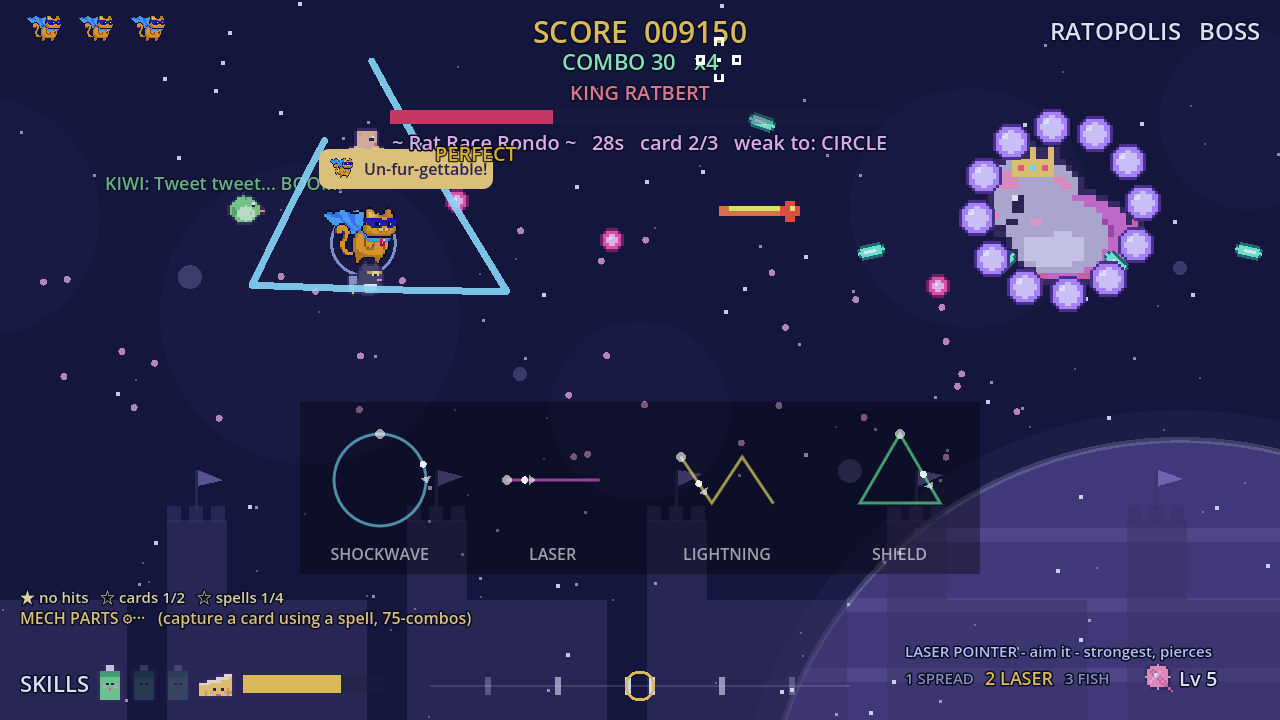 SCORE 009150
RATOPOLIS BOSS
COMBO 30 x4
KING RATBERT
~ Rat Race Rondo ~ 28s card 2/3 weak to: CIRCLE
PERFECT
Un-fur-gettable!
KIWI: Tweet tweet...
SHOCKWAVE
LASER
LIGHTNING
SHIELD
★ no hits ☆ cards 1/2 ☆ spells 1/4
MECH PARTS ⚙·· (capture a card using a spell, 75-combos)
LASER POINTER - aim it - strongest, pierces
SKILLS
1 SPREAD 2 LASER 3 FISH
Lv 5